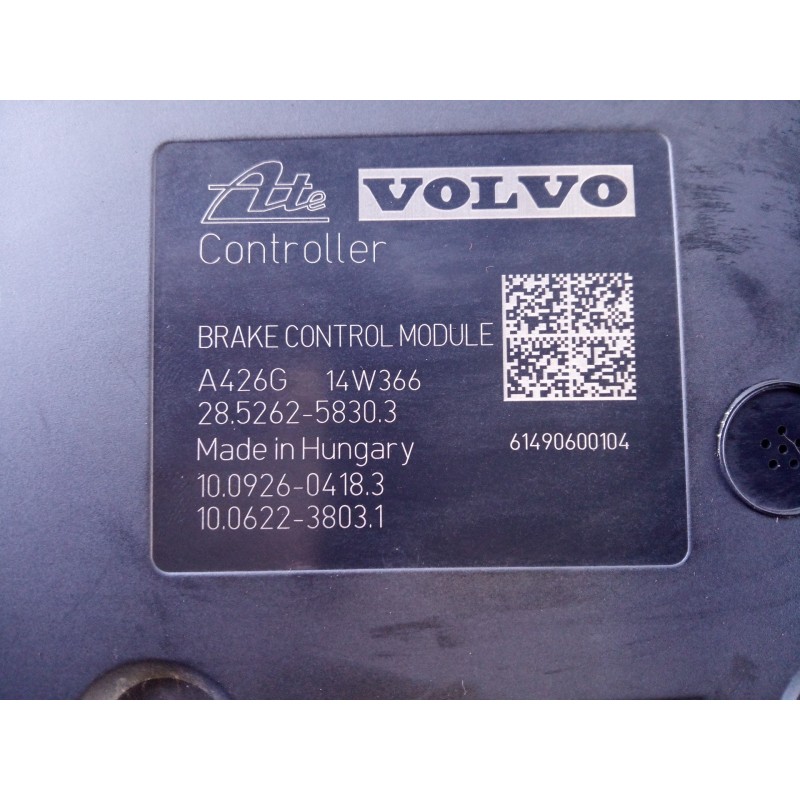 Ate VOLVO
Controller
BRAKE CONTROL MODULE
A426G 14W366
28.5262-5830.3
Made in Hungary
61490600104
10.0926-0418.3
10.0622-3803.1